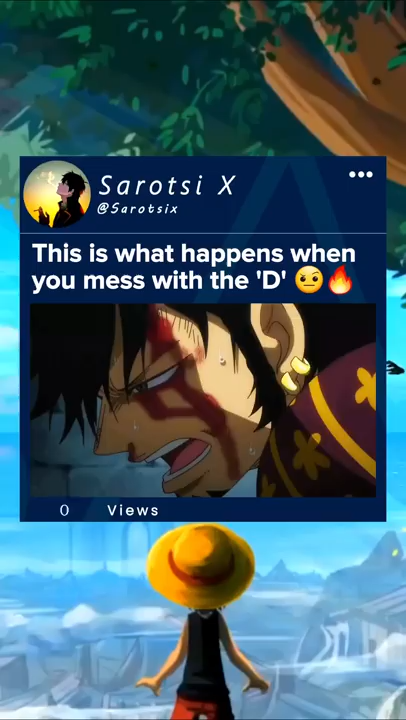 Sarotsi X
@Sarotsix
This is what happens when
you mess with the 'D' 🤨🔥
0 Views